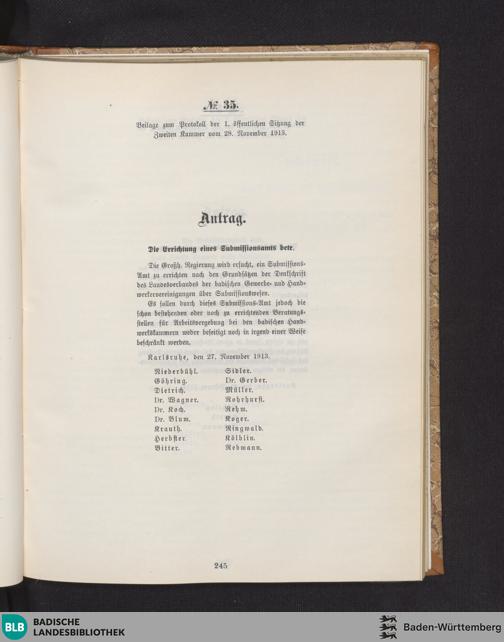 № 35.
Beilage zum Protokoll der 1. öffentlichen Sitzung der
Zweiten Kammer vom 28. November 1913.
Antrag.
Die Errichtung eines Submissionsamts betr.
Die Großh. Regierung wird ersucht, ein Submissions-
Amt zu errichten nach den Grundsätzen der Denkschrift
des Landesverbandes der badischen Gewerbe- und Hand-
werkervereinigungen über Submissionswesen.
Es sollen durch dieses Submissions-Amt jedoch die
schon bestehenden oder noch zu errichtenden Beratungs-
stellen für Arbeitsvergebung bei den badischen Hand-
werkskammern weder beseitigt noch in irgend einer Weise
beschränkt werden.
Karlsruhe, den 27. November 1913.
Niederbühl. Sidler.
Göhring. Dr. Gerber.
Dietrich. Müller.
Dr. Wagner. Rohrhurst.
Dr. Koch. Rehm.
Dr. Blum. Koger.
Krauth. Ringwald.
Herbster. Kölblin.
Bitter. Rebmann.
245
BLB BADISCHE
LANDESBIBLIOTHEK
Baden-Württemberg